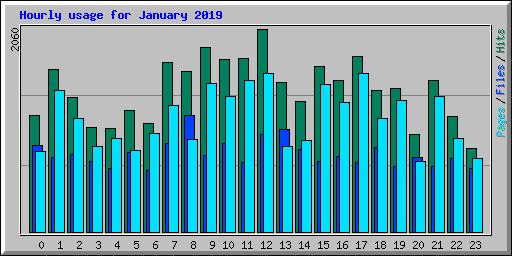 Hourly usage for January 2019
2060
Pages/Files/Hits
0 1 2 3 4 5 6 7 8 9 10 11 12 13 14 15 16 17 18 19 20 21 22 23